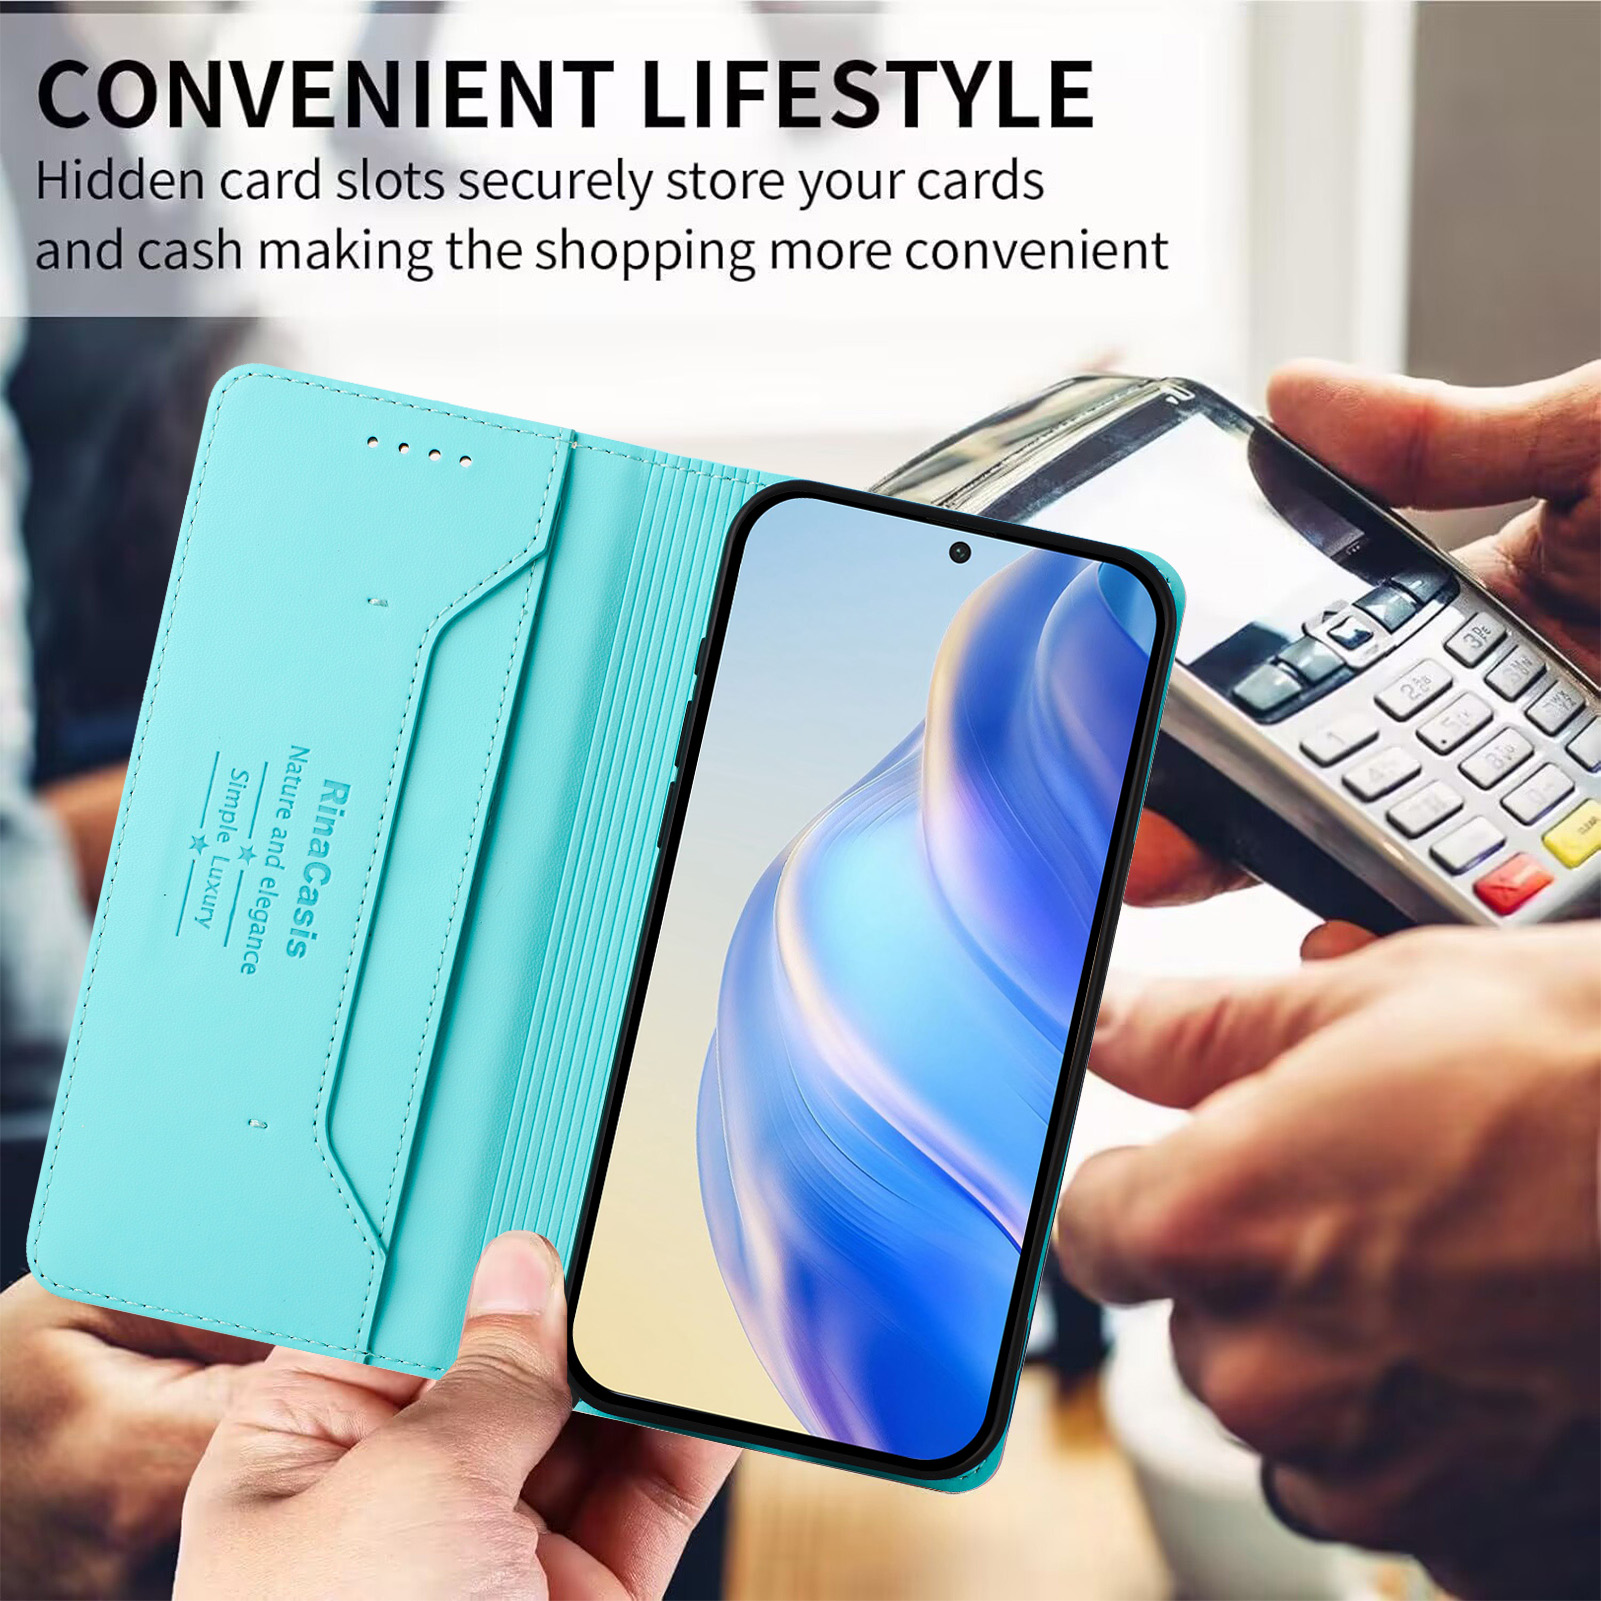 CONVENIENT LIFESTYLE
Hidden card slots securely store your cards
and cash making the shopping more convenient
RinaCasis
Nature and elegance
Simple Luxury
1